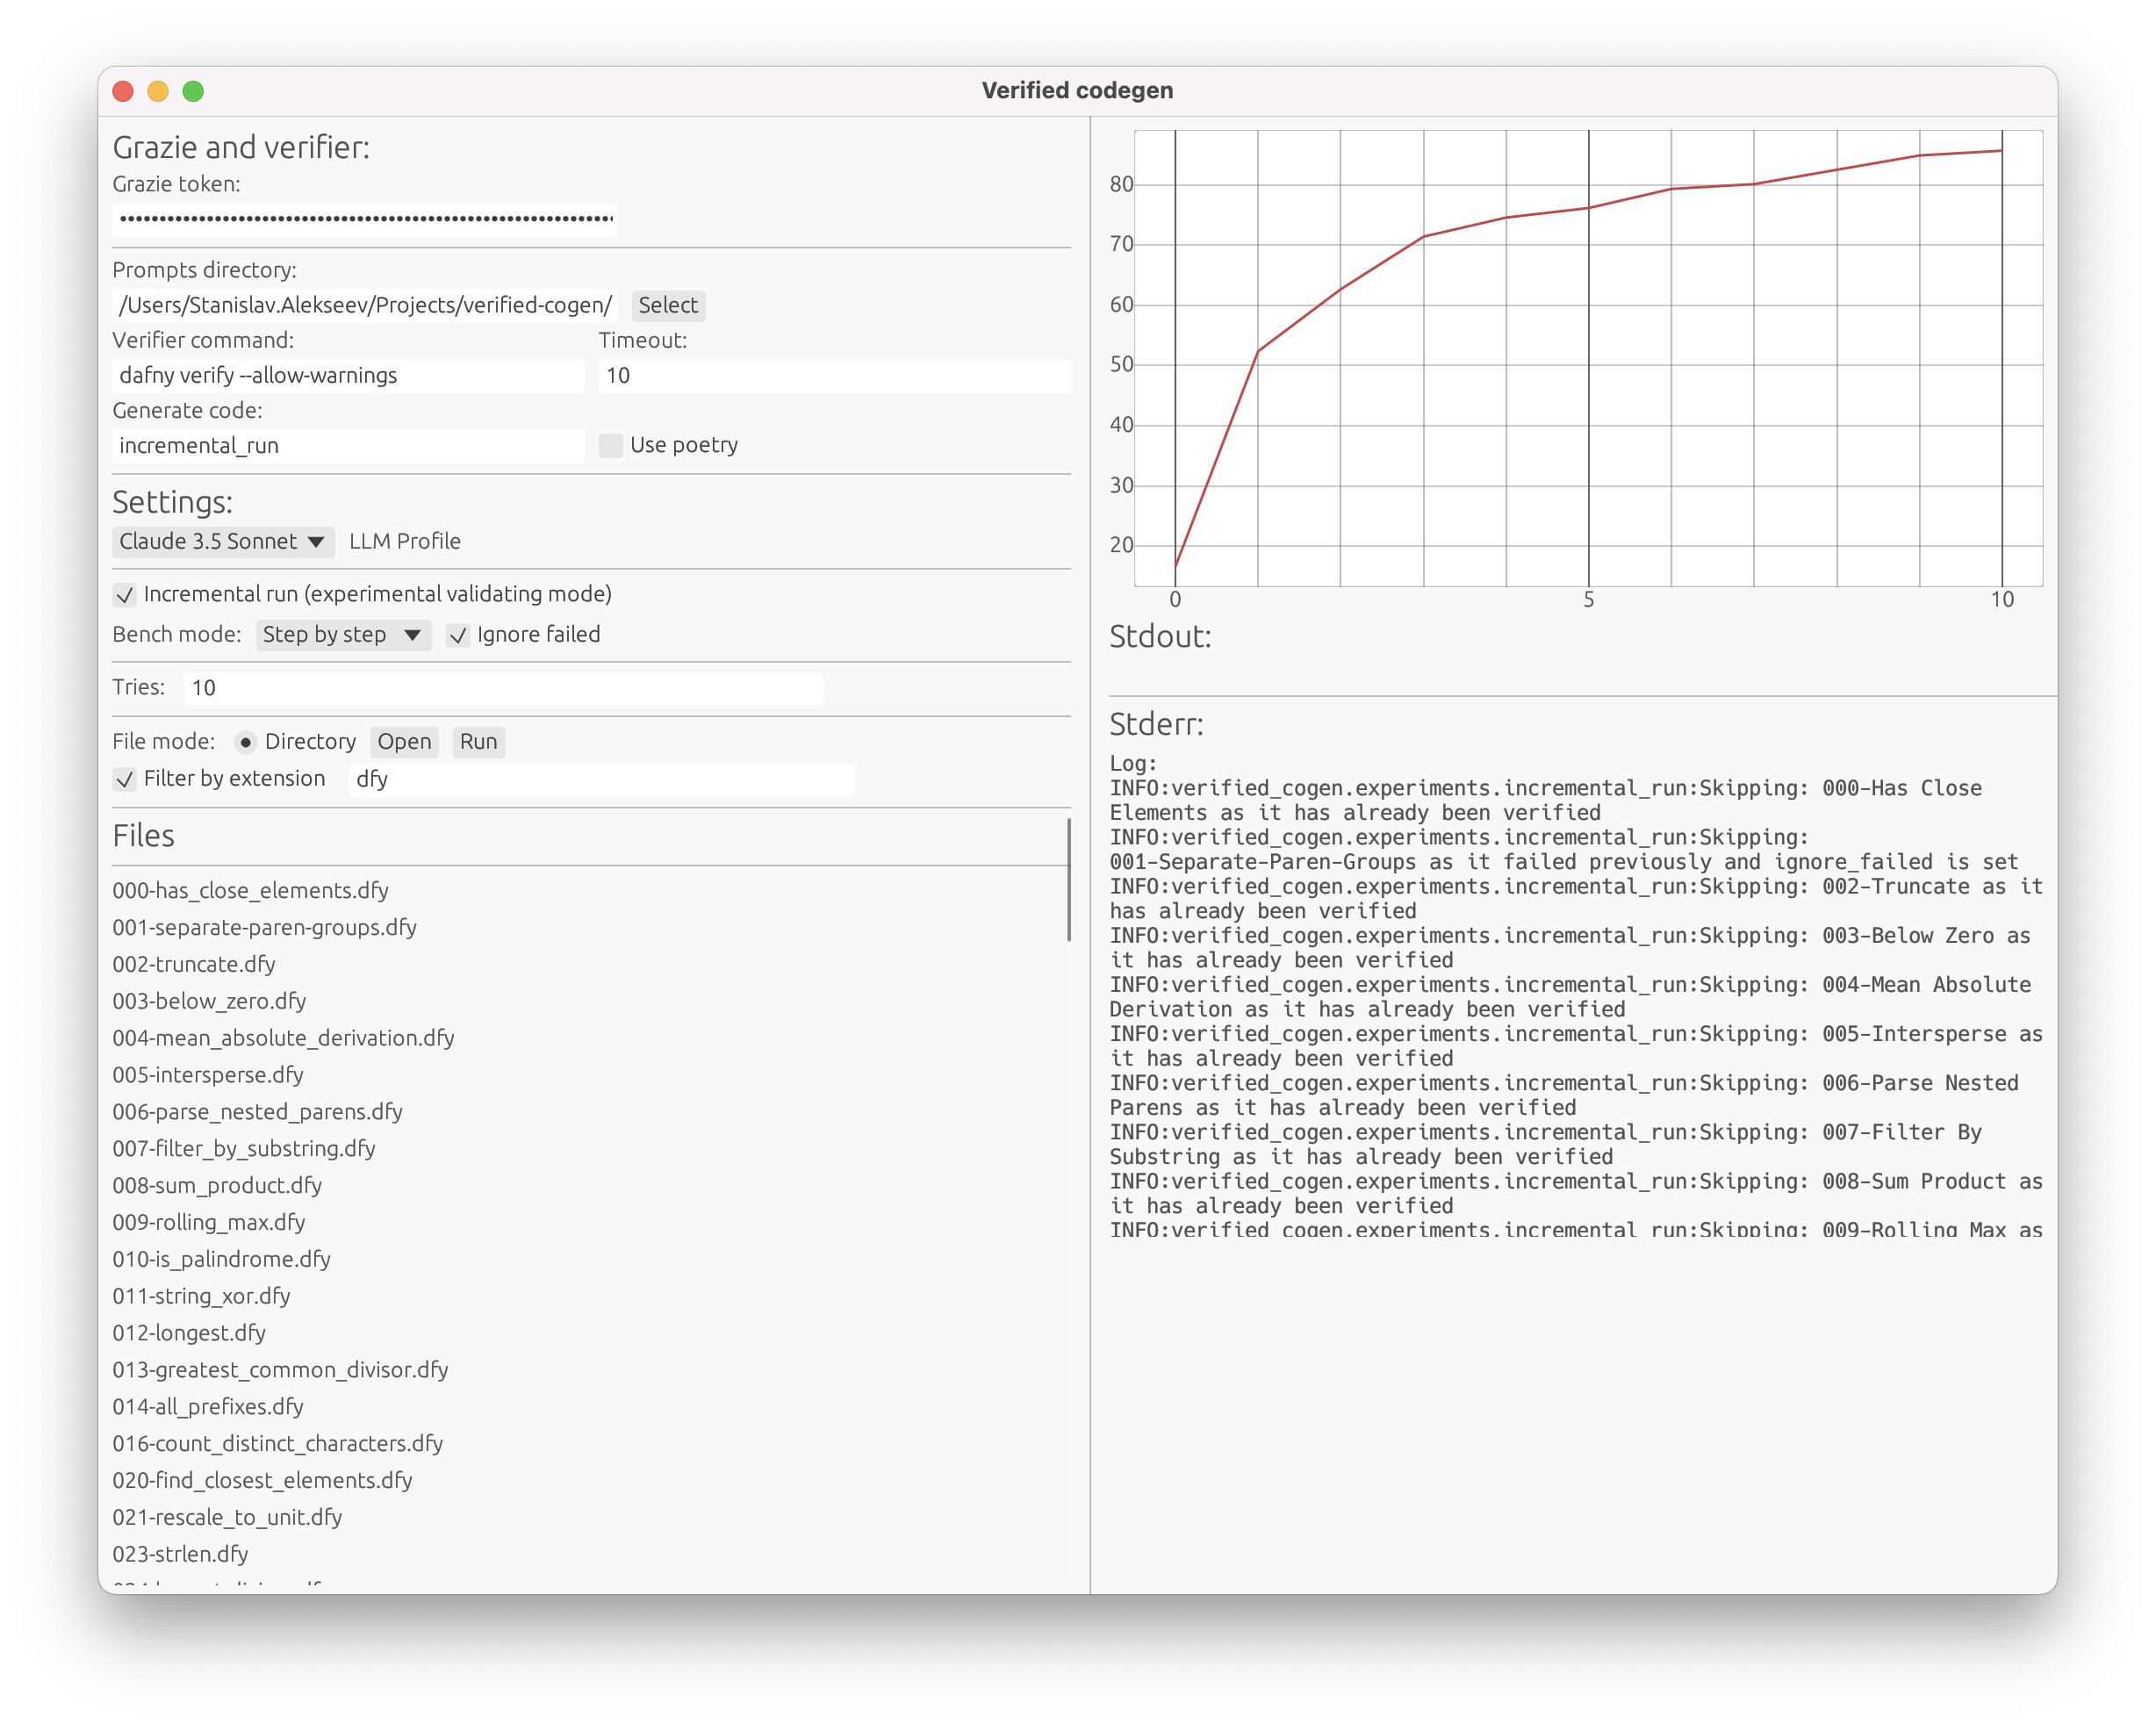 Verified codegen
Grazie and verifier:
Grazie token:
Prompts directory:
/Users/Stanislav.Alekseev/Projects/verified-cogen/ Select
Verifier command: Timeout:
dafny verify --allow-warnings 10
Generate code:
incremental_run Use poetry
Settings:
Claude 3.5 Sonnet LLM Profile
Incremental run (experimental validating mode)
Bench mode: Step by step Ignore failed
Tries: 10
File mode: Directory Open Run
Filter by extension dfy
Files
000-has_close_elements.dfy
001-separate-paren-groups.dfy
002-truncate.dfy
003-below_zero.dfy
004-mean_absolute_derivation.dfy
005-intersperse.dfy
006-parse_nested_parens.dfy
007-filter_by_substring.dfy
008-sum_product.dfy
009-rolling_max.dfy
010-is_palindrome.dfy
011-string_xor.dfy
012-longest.dfy
013-greatest_common_divisor.dfy
014-all_prefixes.dfy
016-count_distinct_characters.dfy
020-find_closest_elements.dfy
021-rescale_to_unit.dfy
023-strlen.dfy
80
70
60
50
40
30
20
0 5 10
Stdout:
Stderr:
Log:
INFO:verified_cogen.experiments.incremental_run:Skipping: 000-Has Close
Elements as it has already been verified
INFO:verified_cogen.experiments.incremental_run:Skipping:
001-Separate-Paren-Groups as it failed previously and ignore_failed is set
INFO:verified_cogen.experiments.incremental_run:Skipping: 002-Truncate as it
has already been verified
INFO:verified_cogen.experiments.incremental_run:Skipping: 003-Below Zero as
it has already been verified
INFO:verified_cogen.experiments.incremental_run:Skipping: 004-Mean Absolute
Derivation as it has already been verified
INFO:verified_cogen.experiments.incremental_run:Skipping: 005-Intersperse as
it has already been verified
INFO:verified_cogen.experiments.incremental_run:Skipping: 006-Parse Nested
Parens as it has already been verified
INFO:verified_cogen.experiments.incremental_run:Skipping: 007-Filter By
Substring as it has already been verified
INFO:verified_cogen.experiments.incremental_run:Skipping: 008-Sum Product as
it has already been verified
INFO:verified_cogen.experiments.incremental_run:Skipping: 009-Rolling Max as